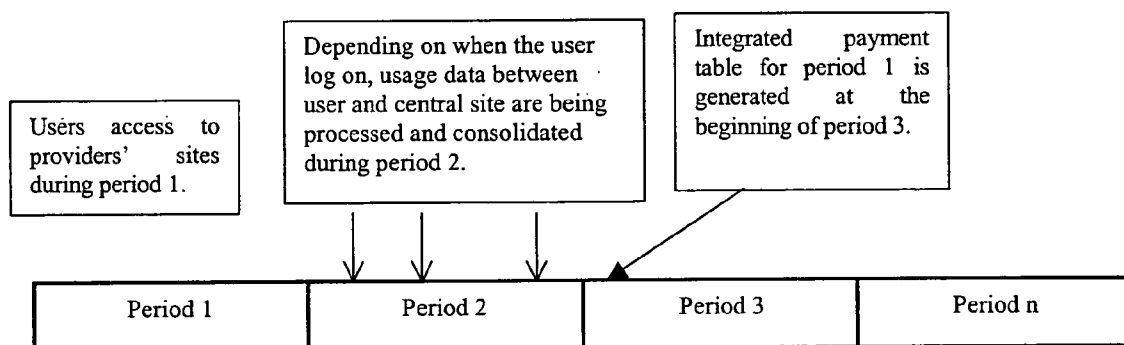 Users access to
providers' sites
during period 1.
Depending on when the user
log on, usage data between
user and central site are being
processed and consolidated
during period 2.
Integrated payment
table for period 1 is
generated at the
beginning of period 3.
Period 1
Period 2
Period 3
Period n